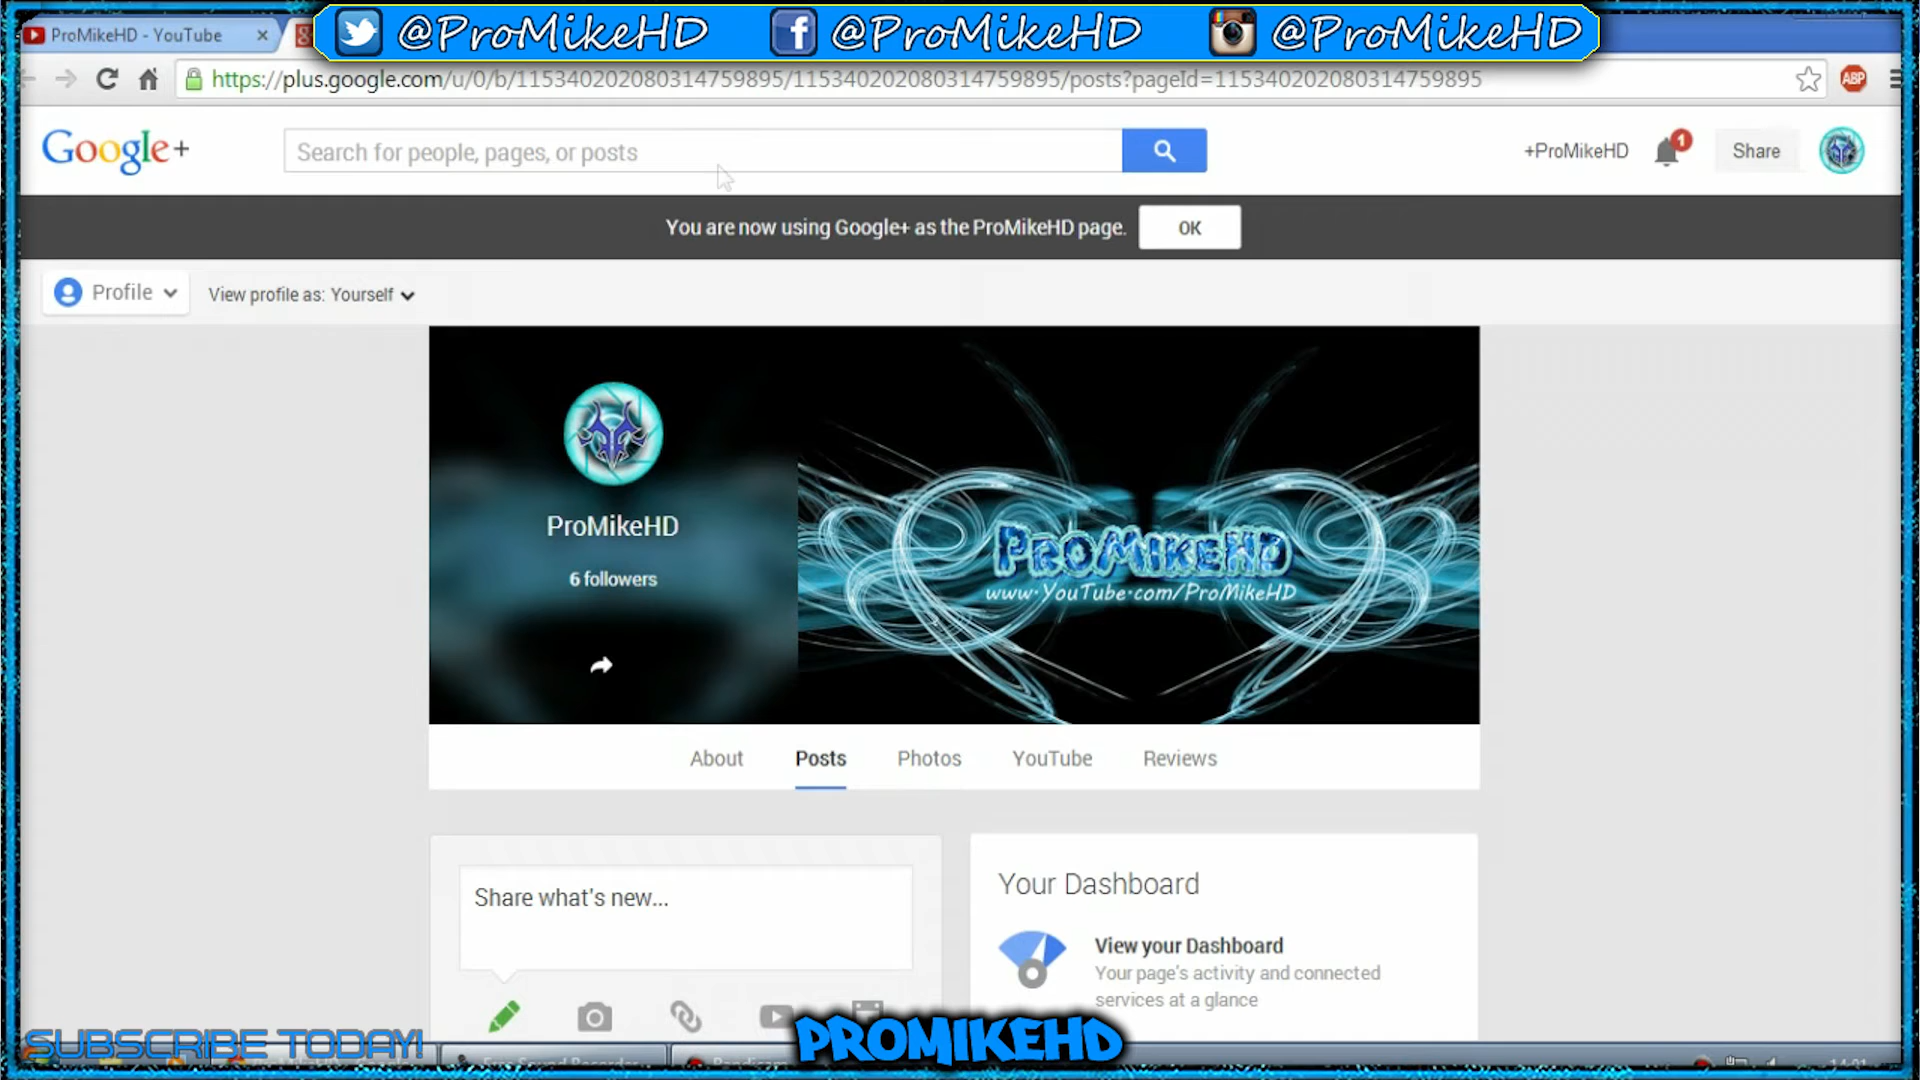 ProMikeHD - YouTube
@ProMikeHD
@ProMikeHD
@ProMikeHD
https://plus.google.com/u/0/b/115340202080314759895/115340202080314759895/posts?pageId=115340202080314759895
ABP
Google+
Search for people, pages, or posts
+ProMikeHD
1
Share
You are now using Google+ as the ProMikeHD page.
OK
Profile
View profile as: Yourself
ProMikeHD
6 followers
ProMikeHD
www.YouTube.com/ProMikeHD
About
Posts
Photos
YouTube
Reviews
Share what's new...
Your Dashboard
View your Dashboard
Your page's activity and connected
services at a glance
SUBSCRIBE TODAY!
PROMIKEHD